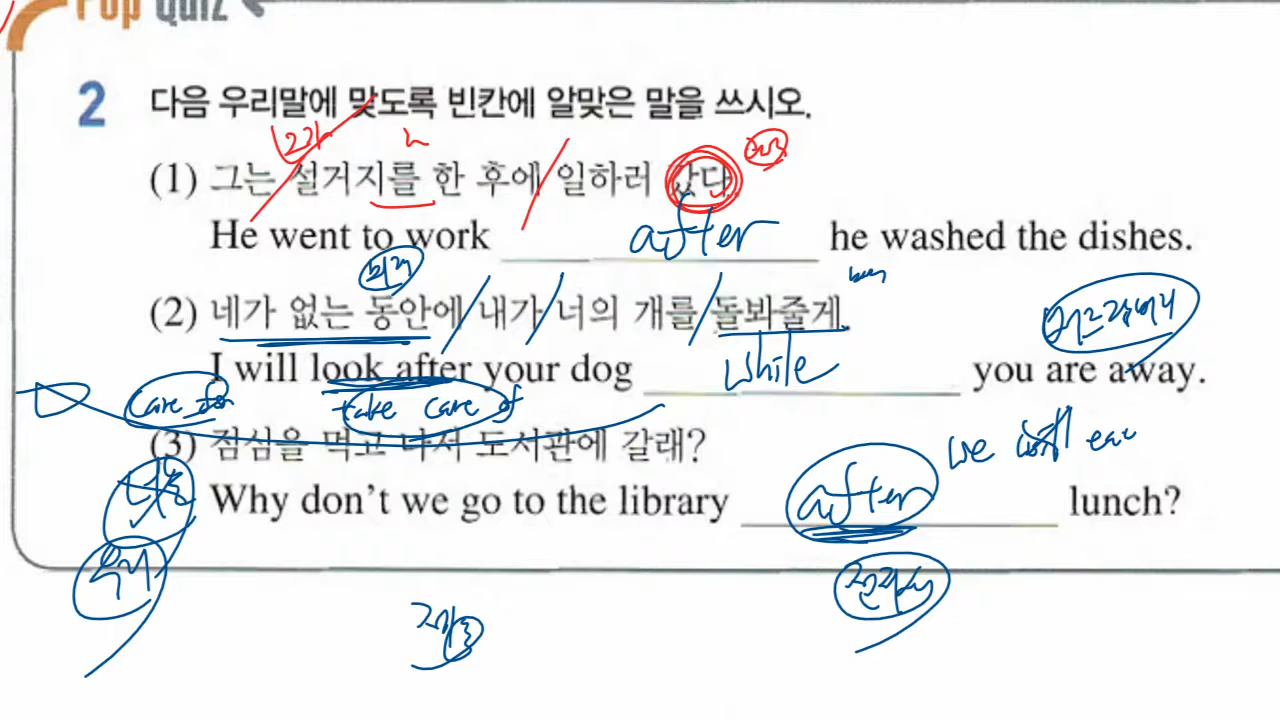 Pop Quiz
2 다음 우리말에 맞도록 빈칸에 알맞은 말을 쓰시오.
(1) 그는 설거지를 한 후에 일하러 갔다
He went to work after he washed the dishes.
(2) 네가 없는 동안에 내가 너의 개를 돌봐줄게.
I will look after your dog while you are away.
care for take care of
(3) 점심을 먹고 나서 도서관에 갈래?
we will eat
Why don't we go to the library after lunch?
전치사